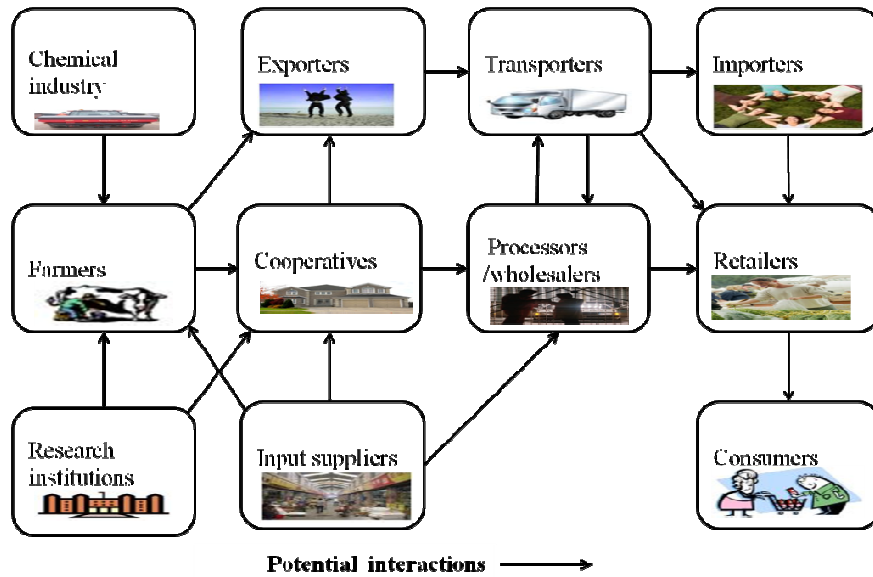 Chemical
industry
Exporters
Transporters
Importers
Farmers
Cooperatives
Processors
/wholesalers
Retailers
Research
institutions
Input suppliers
Consumers
Potential interactions